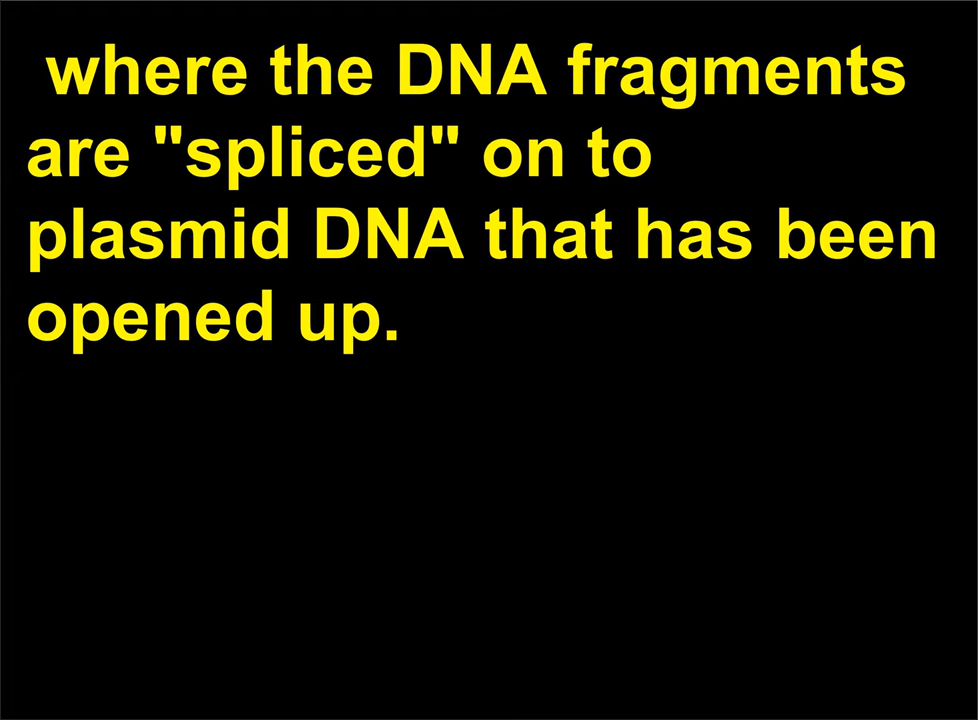 where the DNA fragments
are "spliced" on to
plasmid DNA that has been
opened up.